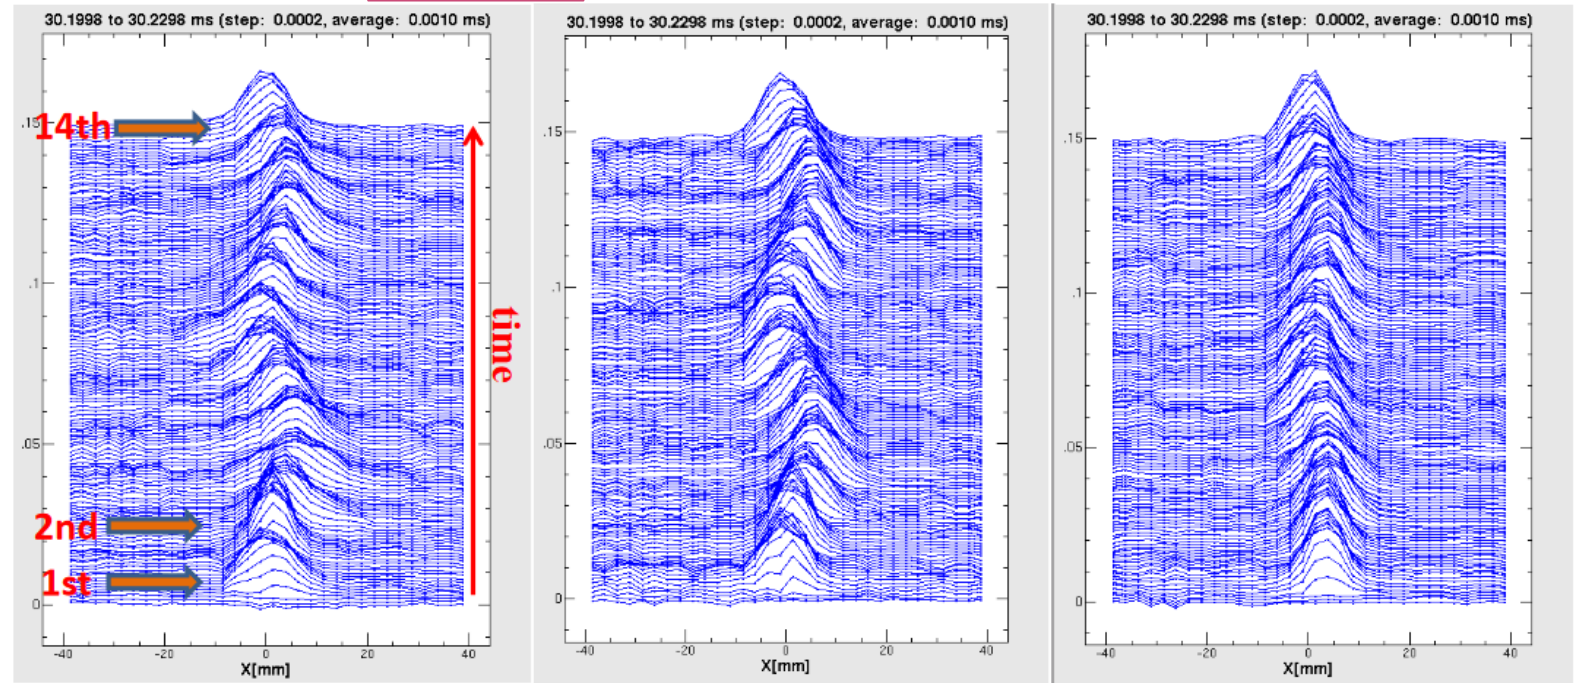 30.1998 to 30.2298 ms (step: 0.0002, average: 0.0010 ms)
14th
2nd
1st
time
.15
.1
.05
0
-40 -20 0 20 40
X[mm]
30.1998 to 30.2298 ms (step: 0.0002, average: 0.0010 ms)
.15
.1
.05
0
-40 -20 0 20 40
X[mm]
30.1998 to 30.2298 ms (step: 0.0002, average: 0.0010 ms)
.15
.1
.05
0
-40 -20 0 20 40
X[mm]